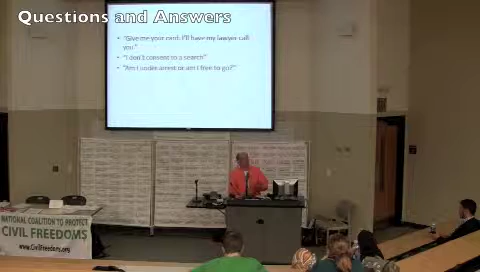 Questions and Answers
• "Give me your card: I'll have my lawyer call
you."
• "I don't consent to a search"
• "Am I under arrest or am I free to go?"
NATIONAL COALITION TO PROTECT
CIVIL FREEDOMS
www.CivilFreedoms.org